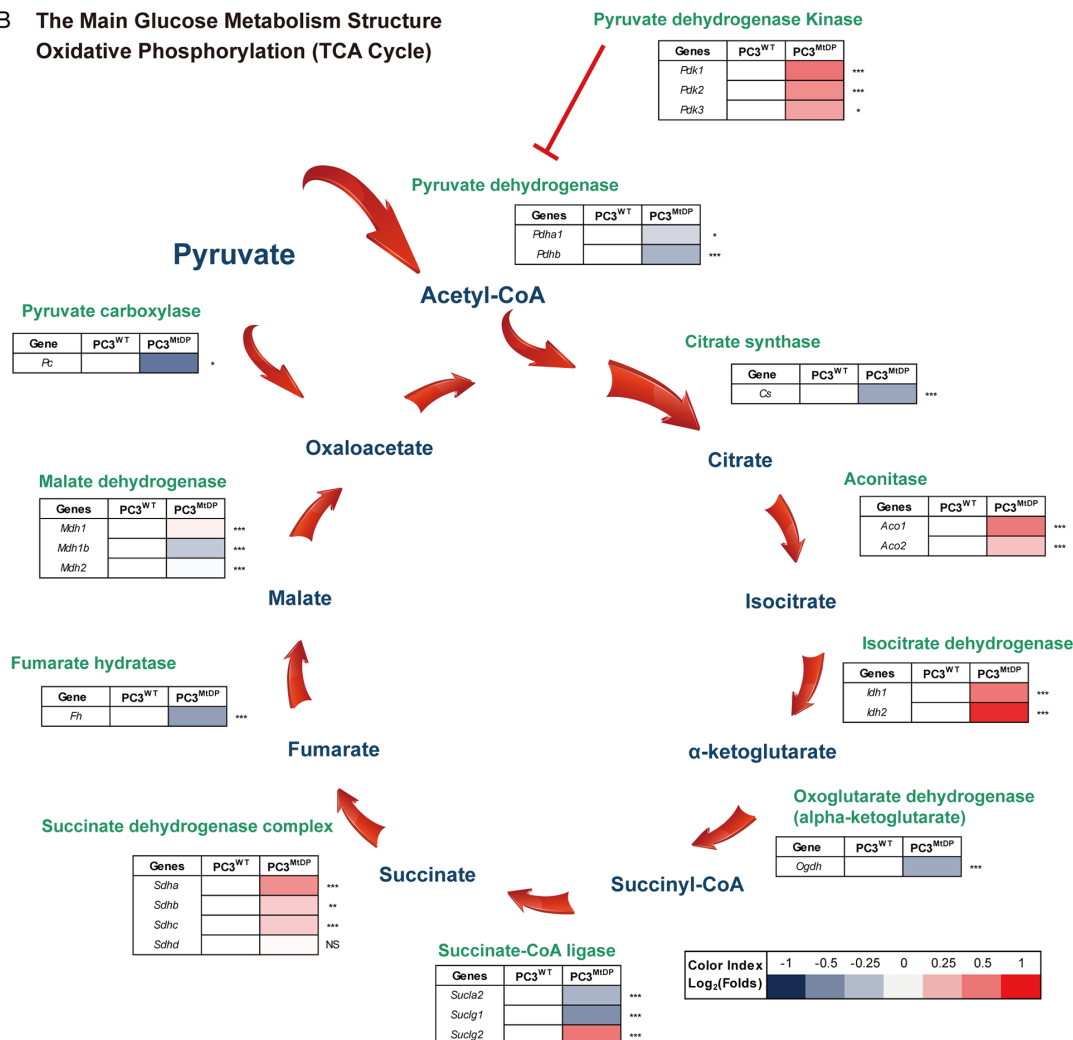 B The Main Glucose Metabolism Structure
Oxidative Phosphorylation (TCA Cycle)
Pyruvate dehydrogenase Kinase
Genes PC3WT PC3MtDP
Pdk1 ***
Pdk2 ***
Pdk3 *
Pyruvate dehydrogenase
Genes PC3WT PC3MtDP
Pdha1 *
Pdhb ***
Pyruvate
Acetyl-CoA
Pyruvate carboxylase
Gene PC3WT PC3MtDP
Pc *
Citrate synthase
Gene PC3WT PC3MtDP
Cs ***
Oxaloacetate
Citrate
Malate dehydrogenase
Genes PC3WT PC3MtDP
Mdh1 ***
Mdh1b ***
Mdh2 ***
Aconitase
Genes PC3WT PC3MtDP
Aco1 ***
Aco2 ***
Malate
Isocitrate
Fumarate hydratase
Gene PC3WT PC3MtDP
Fh ***
Isocitrate dehydrogenase
Genes PC3WT PC3MtDP
Idh1 ***
Idh2 ***
Fumarate
α-ketoglutarate
Oxoglutarate dehydrogenase
(alpha-ketoglutarate)
Gene PC3WT PC3MtDP
Ogdh ***
Succinate dehydrogenase complex
Genes PC3WT PC3MtDP
Sdha ***
Sdhb **
Sdhc ***
Sdhd NS
Succinate
Succinyl-CoA
Succinate-CoA ligase
Genes PC3WT PC3MtDP
Sucla2 ***
Suclg1 ***
Suclg2 ***
Color Index -1 -0.5 -0.25 0 0.25 0.5 1
Log2(Folds)